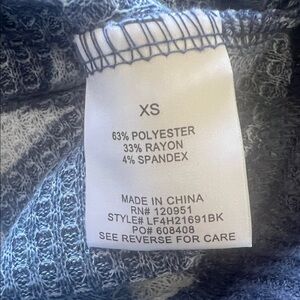 XS
63% POLYESTER
33% RAYON
4% SPANDEX
MADE IN CHINA
RN# 120951
STYLE# LF4H21691BK
PO# 608408
SEE REVERSE FOR CARE